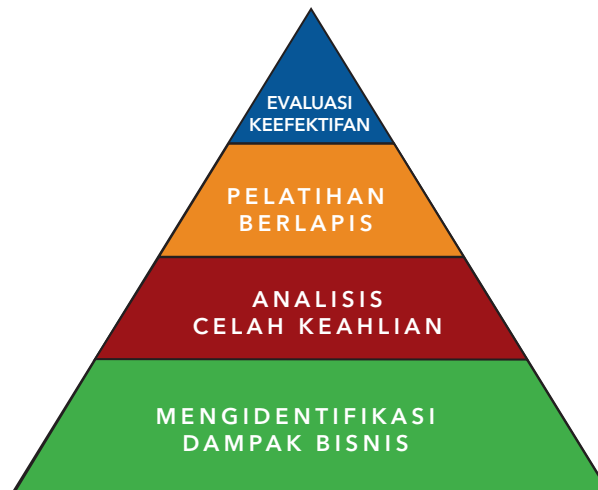 EVALUASI
KEEFEKTIFAN
PELATIHAN
BERLAPIS
ANALISIS
CELAH KEAHLIAN
MENGIDENTIFIKASI
DAMPAK BISNIS